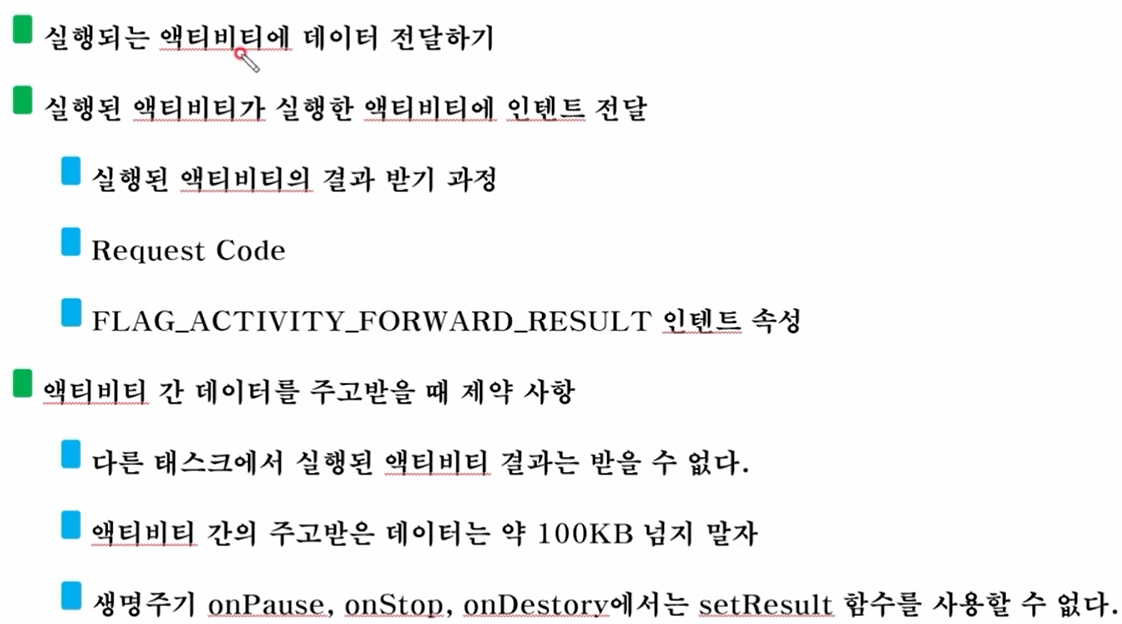 실행되는 액티비티에 데이터 전달하기
실행된 액티비티가 실행한 액티비티에 인텐트 전달
실행된 액티비티의 결과 받기 과정
Request Code
FLAG_ACTIVITY_FORWARD_RESULT 인텐트 속성
액티비티 간 데이터를 주고받을 때 제약 사항
다른 태스크에서 실행된 액티비티 결과는 받을 수 없다.
액티비티 간의 주고받은 데이터는 약 100KB 넘지 말자
생명주기 onPause, onStop, onDestory에서는 setResult 함수를 사용할 수 없다.